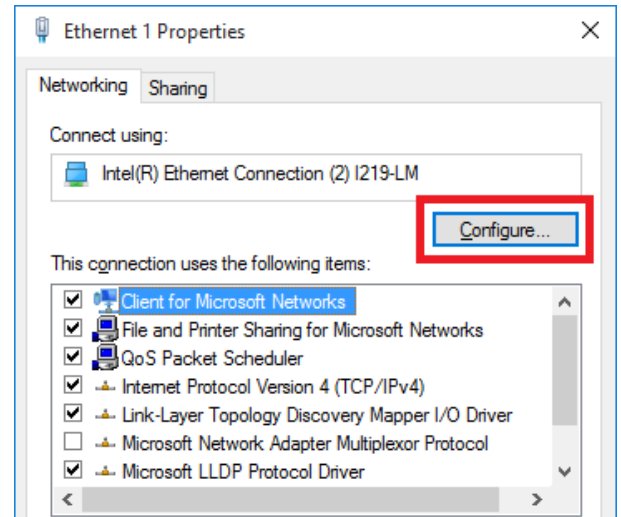 Ethernet 1 Properties
Networking
Sharing
Connect using:
Intel(R) Ethernet Connection (2) I219-LM
Configure...
This connection uses the following items:
Client for Microsoft Networks
File and Printer Sharing for Microsoft Networks
QoS Packet Scheduler
Internet Protocol Version 4 (TCP/IPv4)
Link-Layer Topology Discovery Mapper I/O Driver
Microsoft Network Adapter Multiplexor Protocol
Microsoft LLDP Protocol Driver